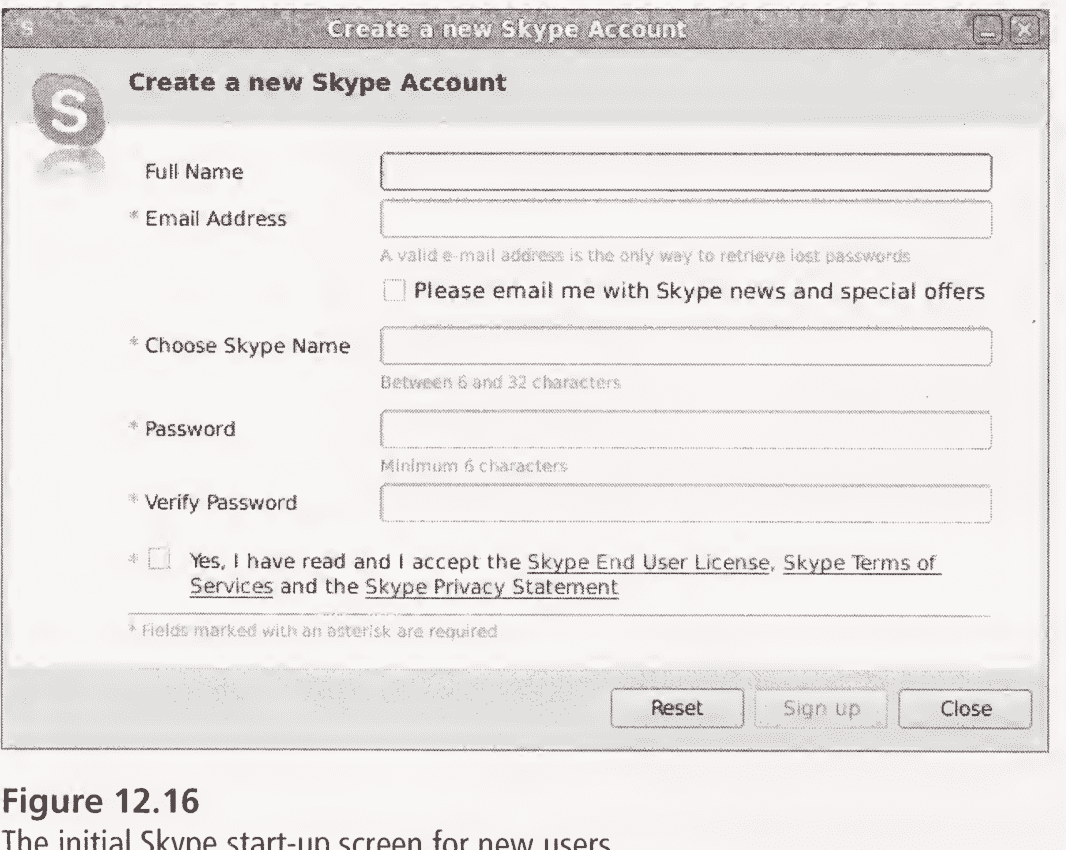 S
Create a new Skype Account
S
Create a new Skype Account
Full Name
* Email Address
A valid e-mail address is the only way to retrieve lost passwords
Please email me with Skype news and special offers
* Choose Skype Name
Between 6 and 32 characters
* Password
Minimum 6 characters
* Verify Password
* Yes, I have read and I accept the Skype End User License, Skype Terms of
Services and the Skype Privacy Statement
* Fields marked with an asterisk are required
Reset Sign up Close
Figure 12.16
The initial Skype start-up screen for new users